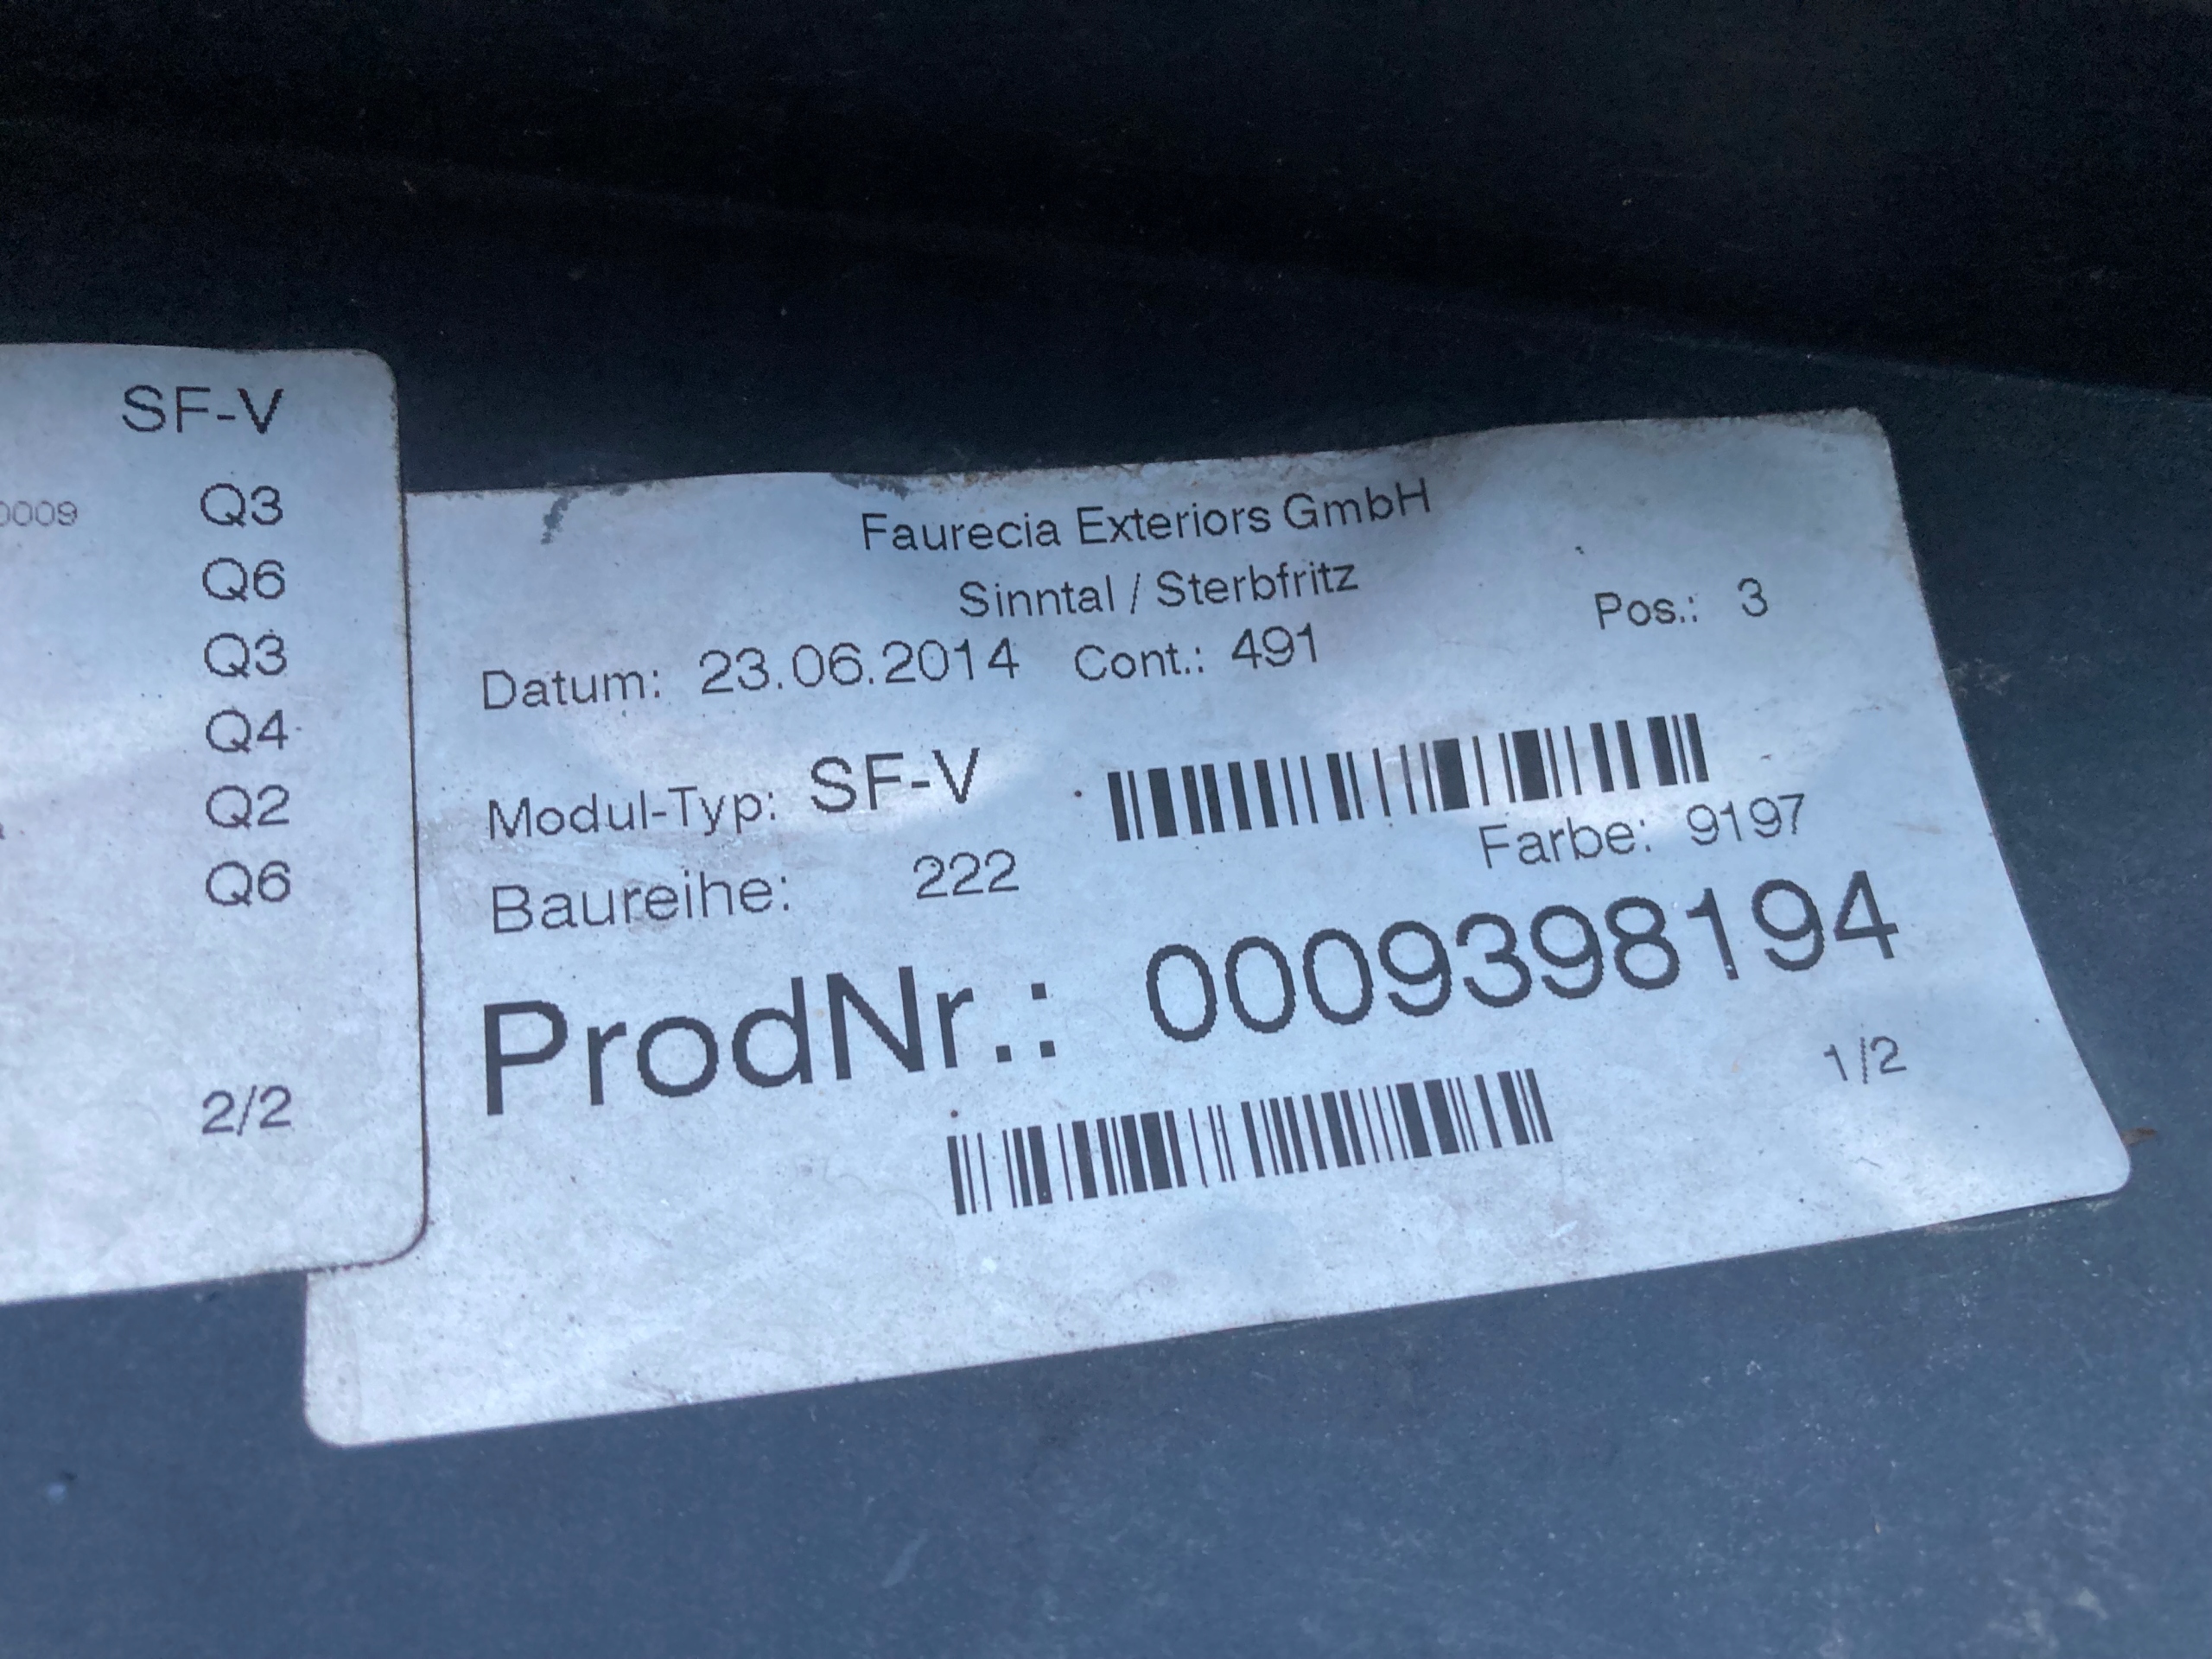 SF-V
0009 Q3
Q6
Q3
Q4
Q2
Q6
2/2
Faurecia Exteriors GmbH
Sinntal / Sterbfritz
Pos.: 3
Datum: 23.06.2014 Cont.: 491
Modul-Typ: SF-V
Baureihe: 222 Farbe: 9197
ProdNr.: 0009398194
1/2